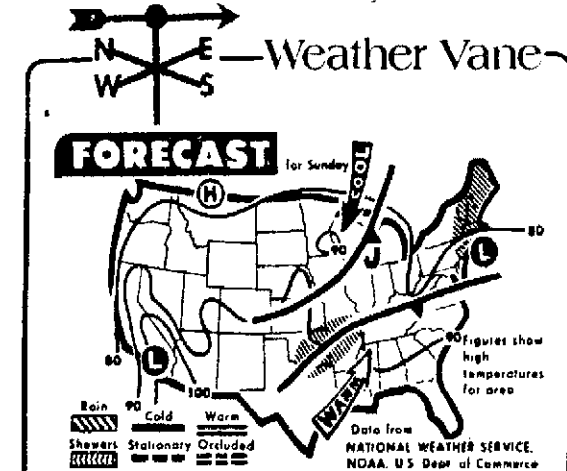 N E
W S
Weather Vane
FORECAST
for Sunday
H
COOL
90
J
80
L
80
L
90
100
WARM
90
Figures show
high
temperatures
for area
Rain Cold Warm
Showers Stationary Occluded
Data from
NATIONAL WEATHER SERVICE,
NOAA, U.S. Dept of Commerce